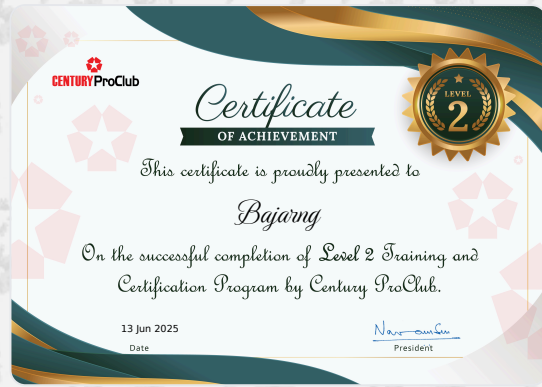 CENTURY ProClub
Certificate
OF ACHIEVEMENT
LEVEL
2
This certificate is proudly presented to
Bajarng
On the successful completion of Level 2 Training and
Certification Program by Century ProClub.
13 Jun 2025
Date
President